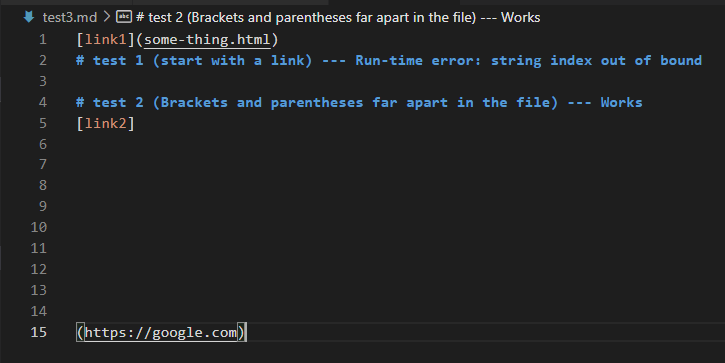 test3.md > # test 2 (Brackets and parentheses far apart in the file) --- Works
1 [link1](some-thing.html)
2 # test 1 (start with a link) --- Run-time error: string index out of bound
3
4 # test 2 (Brackets and parentheses far apart in the file) --- Works
5 [link2]
6
7
8
9
10
11
12
13
14
15 (https://google.com)